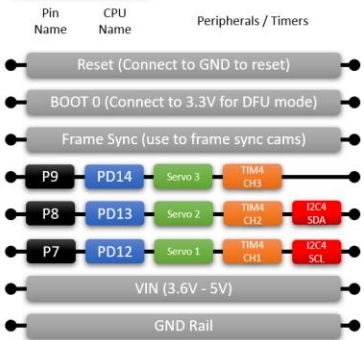 Pin Name CPU Name Peripherals / Timers
Reset (Connect to GND to reset)
BOOT 0 (Connect to 3.3V for DFU mode)
Frame Sync (use to frame sync cams)
P9 PD14 Servo 3 TIM4 CH3
P8 PD13 Servo 2 TIM4 CH2 I2C4 SDA
P7 PD12 Servo 1 TIM4 CH1 I2C4 SCL
VIN (3.6V - 5V)
GND Rail